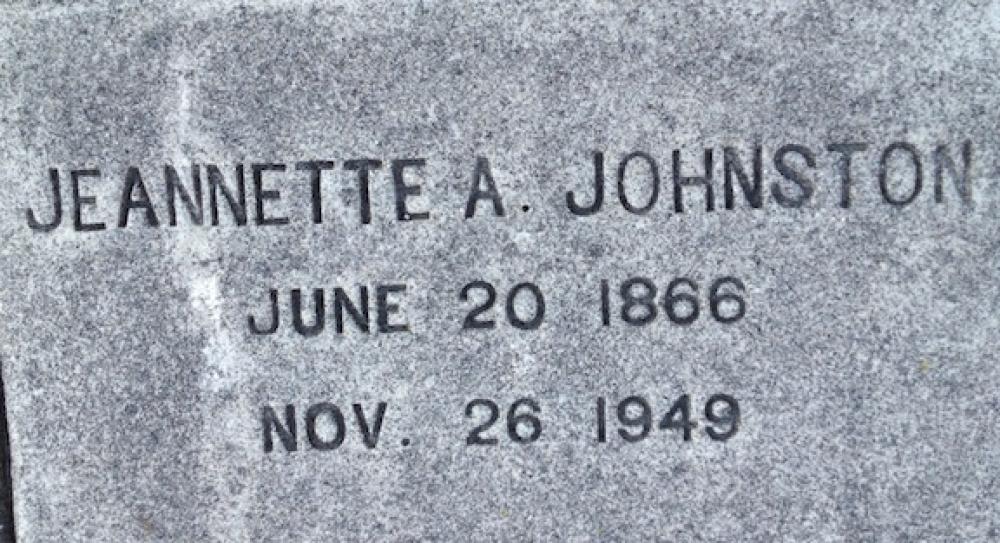 JEANNETTE A. JOHNSTON
JUNE 20 1866
NOV. 26 1949